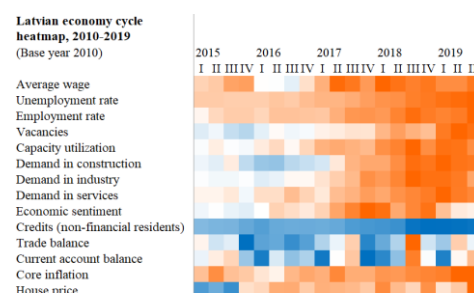 Latvian economy cycle
heatmap, 2010-2019
(Base year 2010)
2015 2016 2017 2018 2019
I II III IV I II III IV I II III IV I II III IV I II
Average wage
Unemployment rate
Employment rate
Vacancies
Capacity utilization
Demand in construction
Demand in industry
Demand in services
Economic sentiment
Credits (non-financial residents)
Trade balance
Current account balance
Core inflation
House price